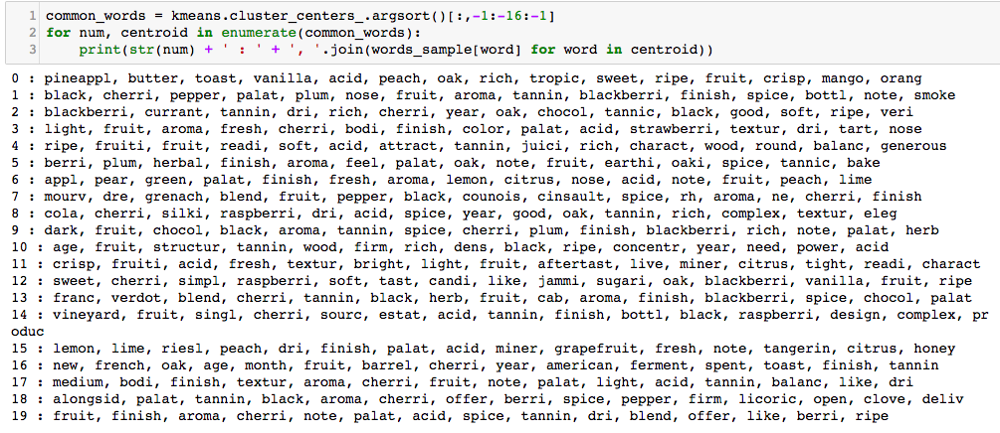 1 common_words = kmeans.cluster_centers_.argsort()[:,-1:-16:-1]
2 for num, centroid in enumerate(common_words):
3     print(str(num) + ' : ' + ', '.join(words_sample[word] for word in centroid))
0 : pineappl, butter, toast, vanilla, acid, peach, oak, rich, tropic, sweet, ripe, fruit, crisp, mango, orang
1 : black, cherri, pepper, palat, plum, nose, fruit, aroma, tannin, blackberri, finish, spice, bottl, note, smoke
2 : blackberri, currant, tannin, dri, rich, cherri, year, oak, chocol, tannic, black, good, soft, ripe, veri
3 : light, fruit, aroma, fresh, cherri, bodi, finish, color, palat, acid, strawberri, textur, dri, tart, nose
4 : ripe, fruiti, fruit, readi, soft, acid, attract, tannin, juici, rich, charact, wood, round, balanc, generous
5 : berri, plum, herbal, finish, aroma, feel, palat, oak, note, fruit, earthi, oaki, spice, tannic, bake
6 : appl, pear, green, palat, finish, fresh, aroma, lemon, citrus, nose, acid, note, fruit, peach, lime
7 : mourv, dre, grenach, blend, fruit, pepper, black, counois, cinsault, spice, rh, aroma, ne, cherri, finish
8 : cola, cherri, silki, raspberri, dri, acid, spice, year, good, oak, tannin, rich, complex, textur, eleg
9 : dark, fruit, chocol, black, aroma, tannin, spice, cherri, plum, finish, blackberri, rich, note, palat, herb
10 : age, fruit, structur, tannin, wood, firm, rich, dens, black, ripe, concentr, year, need, power, acid
11 : crisp, fruiti, acid, fresh, textur, bright, light, fruit, aftertast, live, miner, citrus, tight, readi, charact
12 : sweet, cherri, simpl, raspberri, soft, tast, candi, like, jammi, sugari, oak, blackberri, vanilla, fruit, ripe
13 : franc, verdot, blend, cherri, tannin, black, herb, fruit, cab, aroma, finish, blackberri, spice, chocol, palat
14 : vineyard, fruit, singl, cherri, sourc, estat, acid, tannin, finish, bottl, black, raspberri, design, complex, pr
oduc
15 : lemon, lime, riesl, peach, dri, finish, palat, acid, miner, grapefruit, fresh, note, tangerin, citrus, honey
16 : new, french, oak, age, month, fruit, barrel, cherri, year, american, ferment, spent, toast, finish, tannin
17 : medium, bodi, finish, textur, aroma, cherri, fruit, note, palat, light, acid, tannin, balanc, like, dri
18 : alongsid, palat, tannin, black, aroma, cherri, offer, berri, spice, pepper, firm, licoric, open, clove, deliv
19 : fruit, finish, aroma, cherri, note, palat, acid, spice, tannin, dri, blend, offer, like, berri, ripe